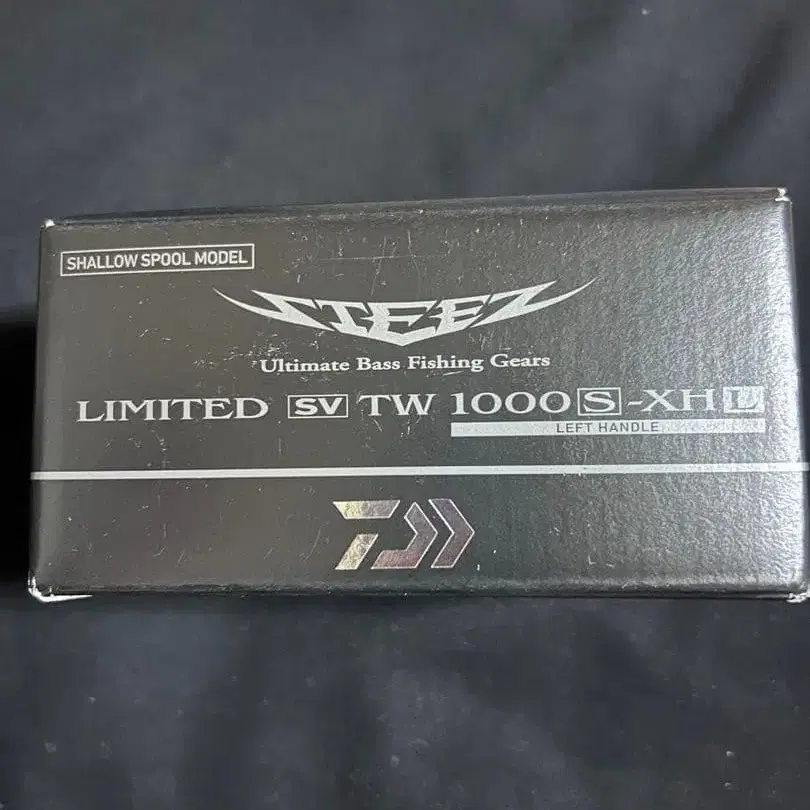 SHALLOW SPOOL MODEL
STEEZ
Ultimate Bass Fishing Gears
LIMITED SV TW 1000S-XHL
LEFT HANDLE